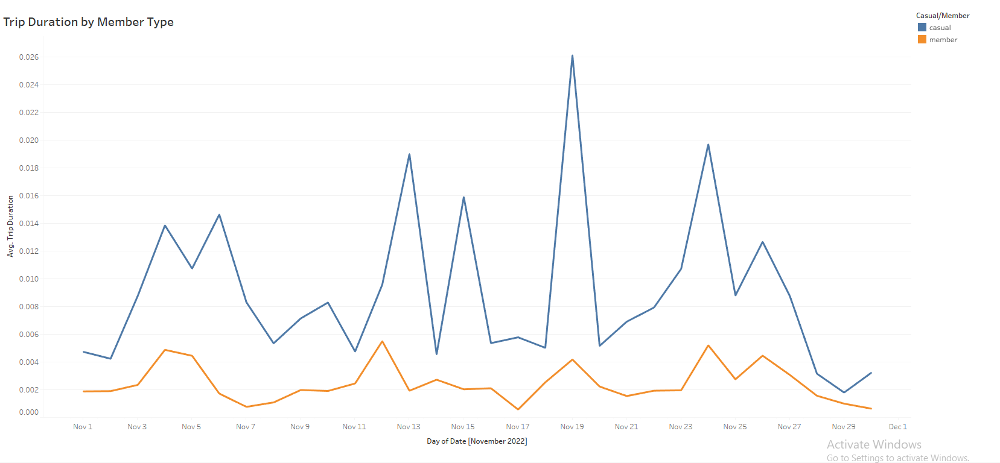 Trip Duration by Member Type
Casual/Member
casual
member
0.026
0.024
0.022
0.020
0.018
0.016
0.014
0.012
0.010
0.008
0.006
0.004
0.002
0.000
Avg. Trip Duration
Nov 1 Nov 3 Nov 5 Nov 7 Nov 9 Nov 11 Nov 13 Nov 15 Nov 17 Nov 19 Nov 21 Nov 23 Nov 25 Nov 27 Nov 29 Dec 1
Day of Date [November 2022]
Activate Windows
Go to Settings to activate Windows.